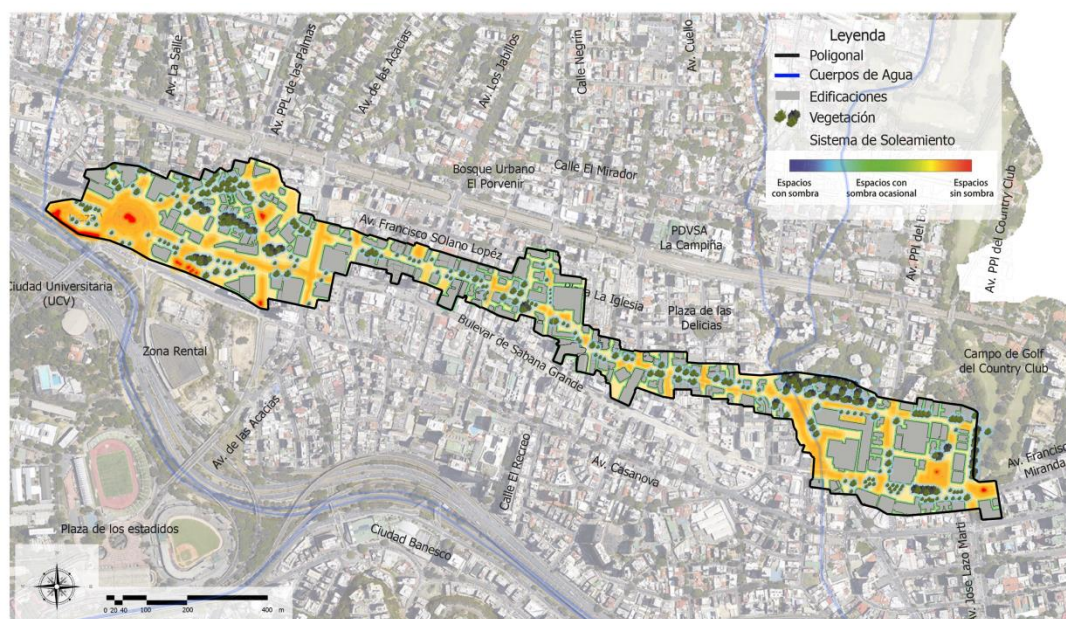 Av. La Salle
Av. PPL de las Palmas
Av. de las Acacias
Av. Los Jabillos
Calle Negrin
Av. Cuello
Leyenda
Poligonal
Cuerpos de Agua
Edificaciones
Vegetación
Sistema de Soleamiento
Espacios
con sombra
Espacios con
sombra ocasional
Espacios
sin sombra
Bosque Urbano
El Porvenir
Calle El Mirador
Av. Francisco SOlano Lopéz
PDVSA
La Campiña
Av. PPl del Country Club
a La Iglesia
Plaza de las
Delicias
Ciudad Universitaria
(UCV)
Zona Rental
Bulevar de Sabana Grande
Campo de Golf
del Country Club
Av. de las Acacias
Calle El Recreo
Av. Casanova
Av. Francisco
Miranda
Plaza de los estadidos
Ciudad Banesco
Av. Jose Lazo Marti
0 20 40 100 200 400 m